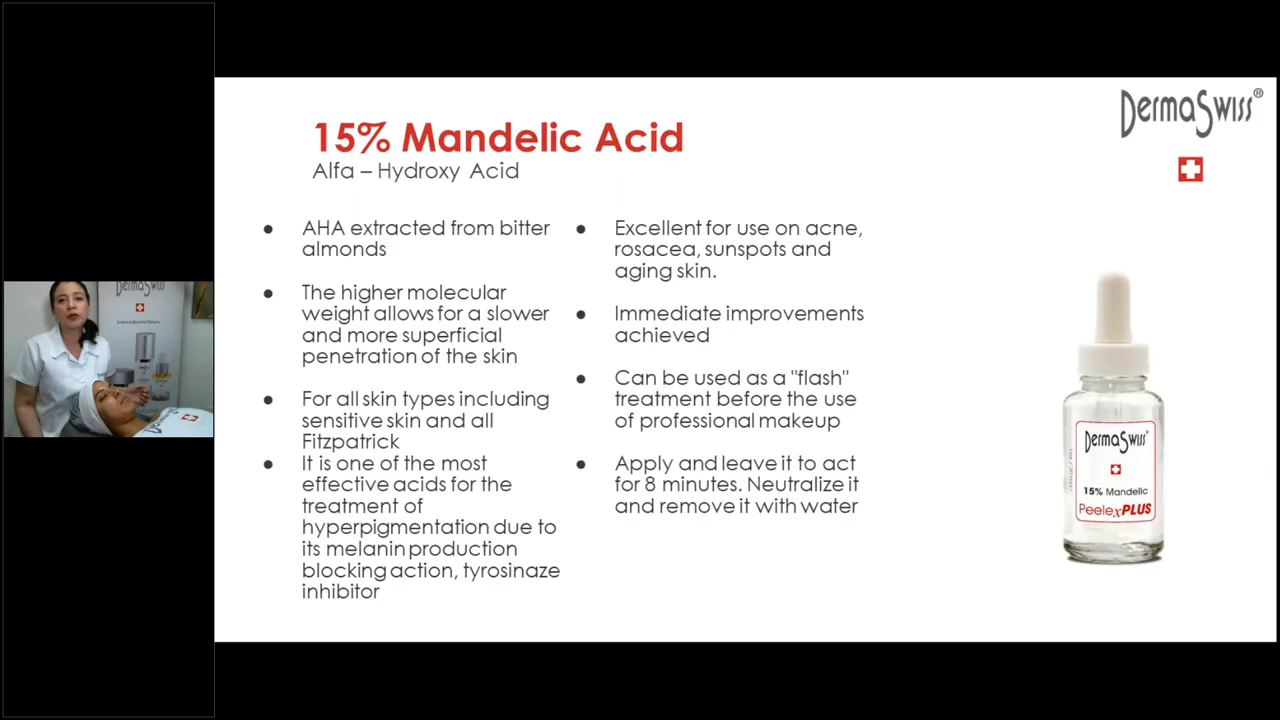 DermaSwiss®
15% Mandelic Acid
Alfa – Hydroxy Acid
● AHA extracted from bitter
almonds
● The higher molecular
weight allows for a slower
and more superficial
penetration of the skin
● For all skin types including
sensitive skin and all
Fitzpatrick
● It is one of the most
effective acids for the
treatment of
hyperpigmentation due to
its melanin production
blocking action, tyrosinaze
inhibitor
● Excellent for use on acne,
rosacea, sunspots and
aging skin.
● Immediate improvements
achieved
● Can be used as a "flash"
treatment before the use
of professional makeup
● Apply and leave it to act
for 8 minutes. Neutralize it
and remove it with water
DermaSwiss®
15% Mandelic
PeelexPLUS
DermaSwiss